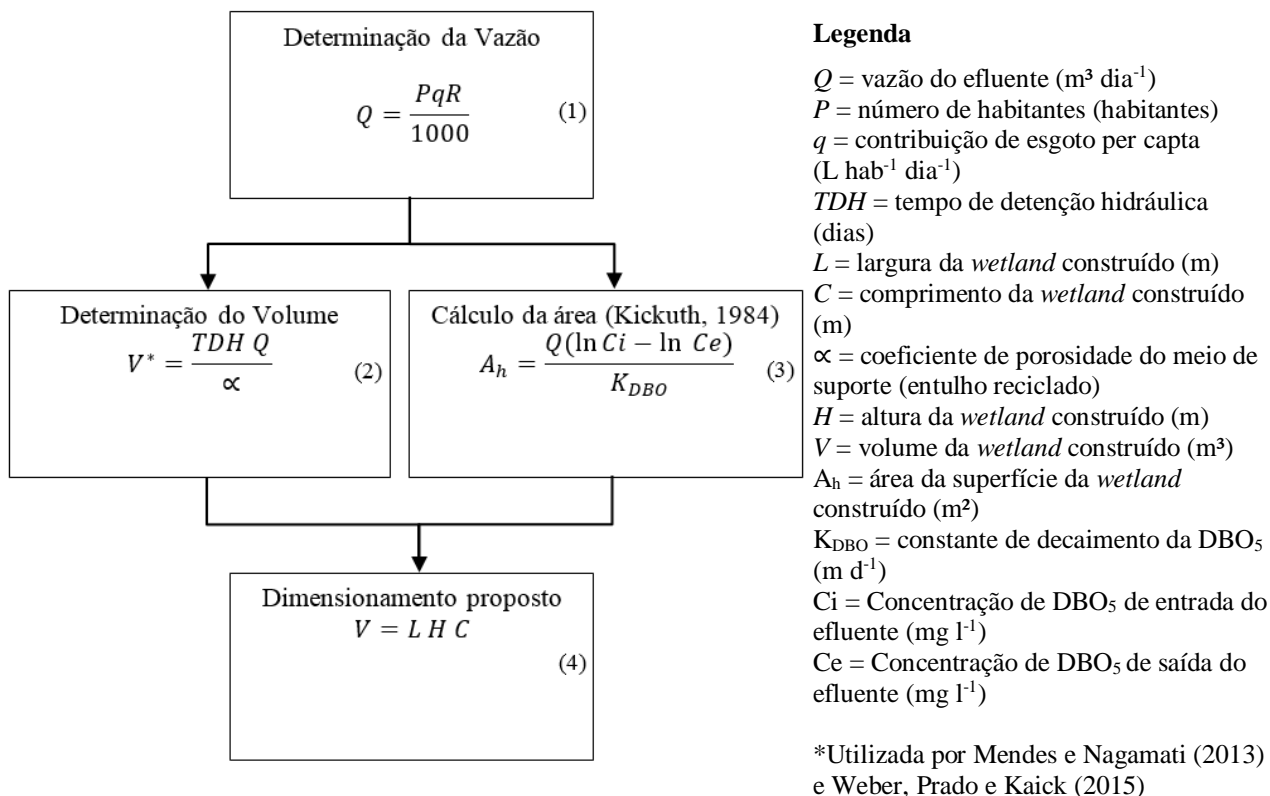 Determinação da Vazão
Q = PqR / 1000 (1)
Determinação do Volume
V* = TDH Q / ∝ (2)
Cálculo da área (Kickuth, 1984)
A_h = Q(ln Ci − ln Ce) / K_DBO (3)
Dimensionamento proposto
V = L H C
(4)
Legenda
Q = vazão do efluente (m³ dia⁻¹)
P = número de habitantes (habitantes)
q = contribuição de esgoto per capta
(L hab⁻¹ dia⁻¹)
TDH = tempo de detenção hidráulica
(dias)
L = largura da wetland construído (m)
C = comprimento da wetland construído
(m)
∝ = coeficiente de porosidade do meio de
suporte (entulho reciclado)
H = altura da wetland construído (m)
V = volume da wetland construído (m³)
A_h = área da superfície da wetland
construído (m²)
K_DBO = constante de decaimento da DBO₅
(m d⁻¹)
Ci = Concentração de DBO₅ de entrada do
efluente (mg l⁻¹)
Ce = Concentração de DBO₅ de saída do
efluente (mg l⁻¹)
*Utilizada por Mendes e Nagamati (2013)
e Weber, Prado e Kaick (2015)